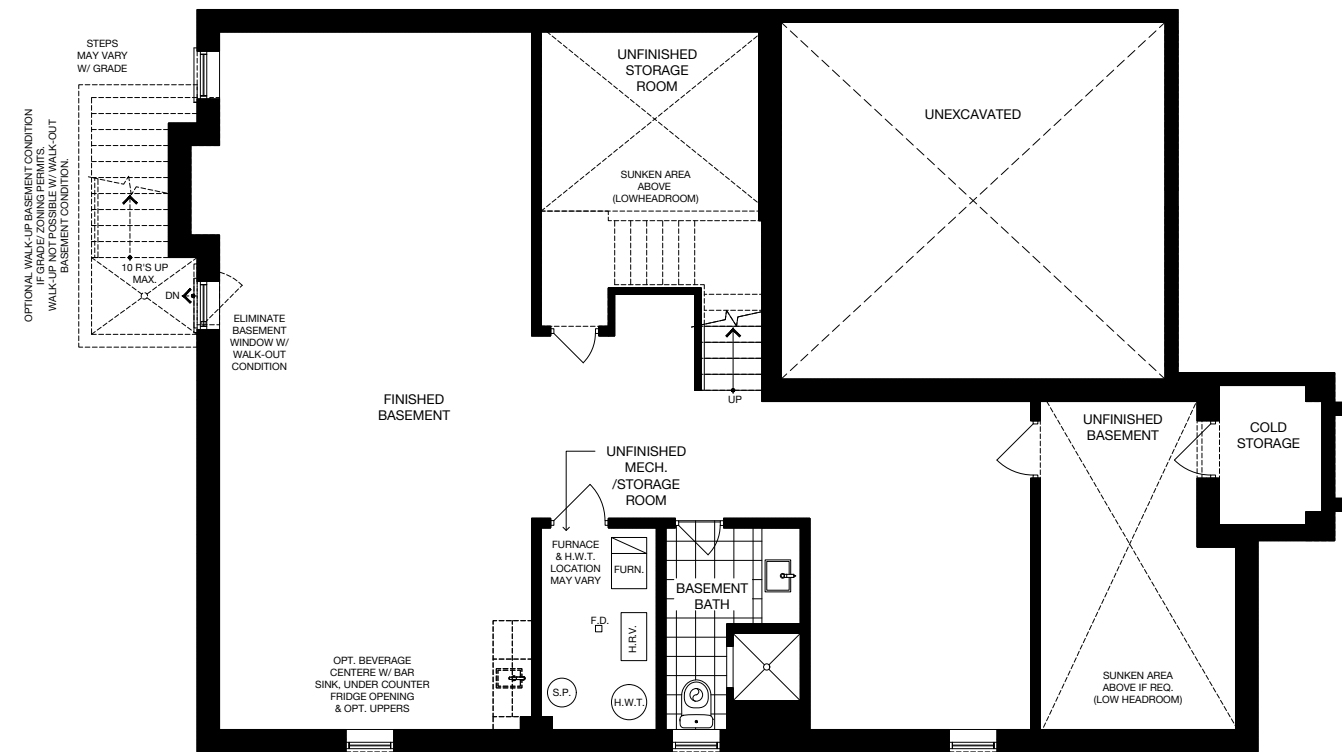 STEPS
MAY VARY
W/ GRADE
OPTIONAL WALK-UP BASEMENT CONDITION
IF GRADE/ ZONING PERMITS.
WALK-UP NOT POSSIBLE W/ WALK-OUT
BASEMENT CONDITION.
10 R'S UP
MAX.
DN
ELIMINATE
BASEMENT
WINDOW W/
WALK-OUT
CONDITION
UNFINISHED
STORAGE
ROOM
SUNKEN AREA
ABOVE
(LOWHEADROOM)
UNEXCAVATED
FINISHED
BASEMENT
UP
UNFINISHED
MECH.
/STORAGE
ROOM
UNFINISHED
BASEMENT
COLD
STORAGE
FURNACE
& H.W.T.
LOCATION
MAY VARY
FURN.
F.D.
H.R.V.
S.P.
H.W.T.
BASEMENT
BATH
OPT. BEVERAGE
CENTERE W/ BAR
SINK, UNDER COUNTER
FRIDGE OPENING
& OPT. UPPERS
SUNKEN AREA
ABOVE IF REQ.
(LOW HEADROOM)